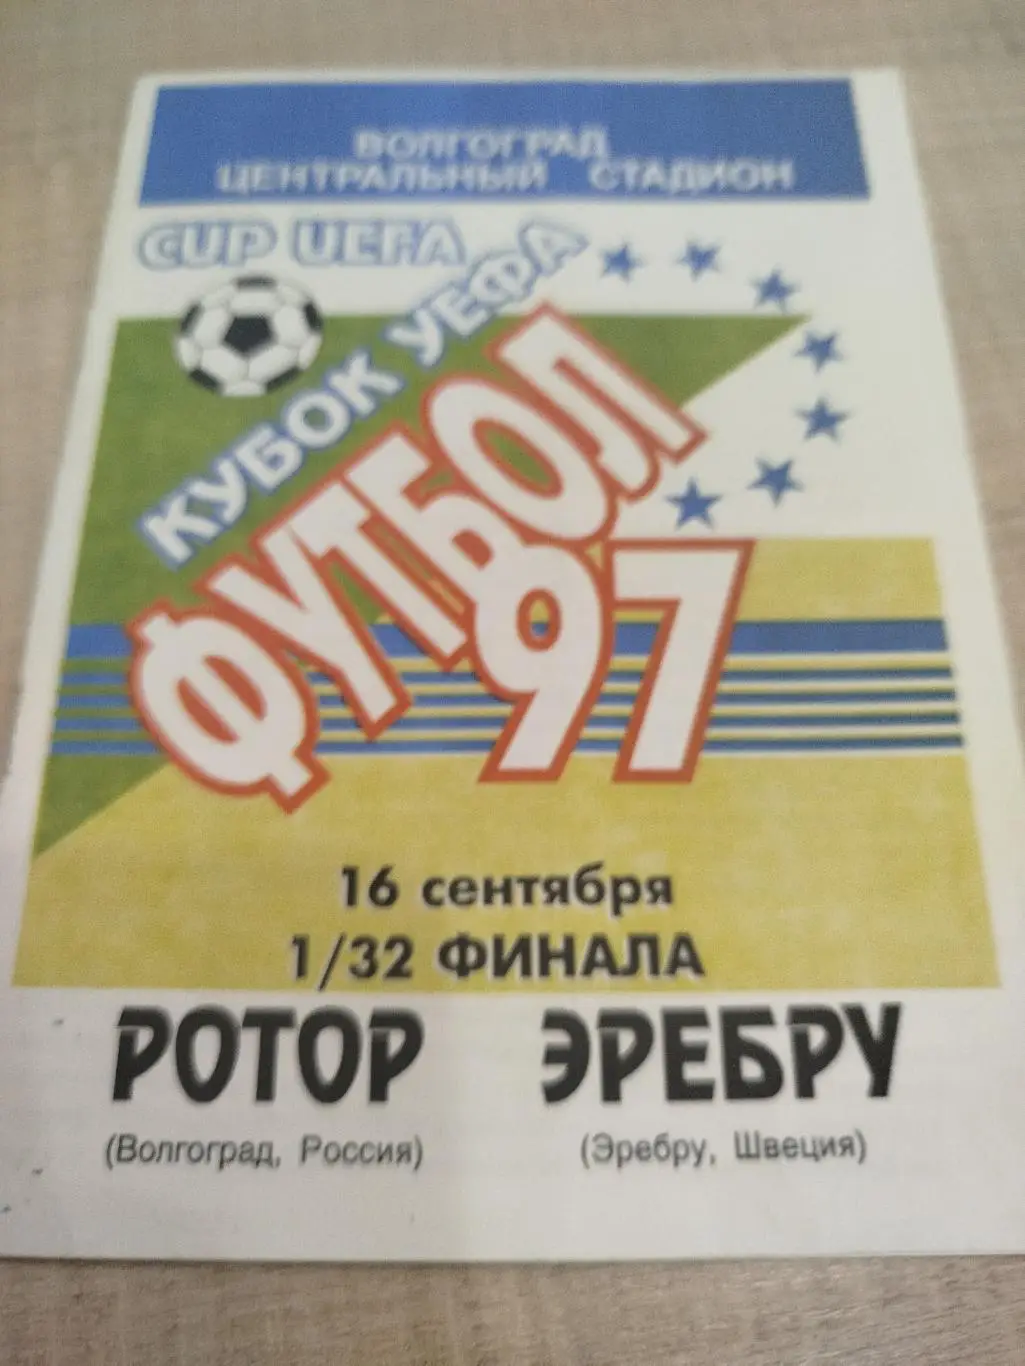 ВОЛГОГРАД
ЦЕНТРАЛЬНЫЙ СТАДИОН
CUP UEFA
КУБОК УЕФА
ФУТБОЛ
97
16 сентября
1/32 ФИНАЛА
РОТОР ЭРЕБРУ
(Волгоград, Россия) (Эребру, Швеция)